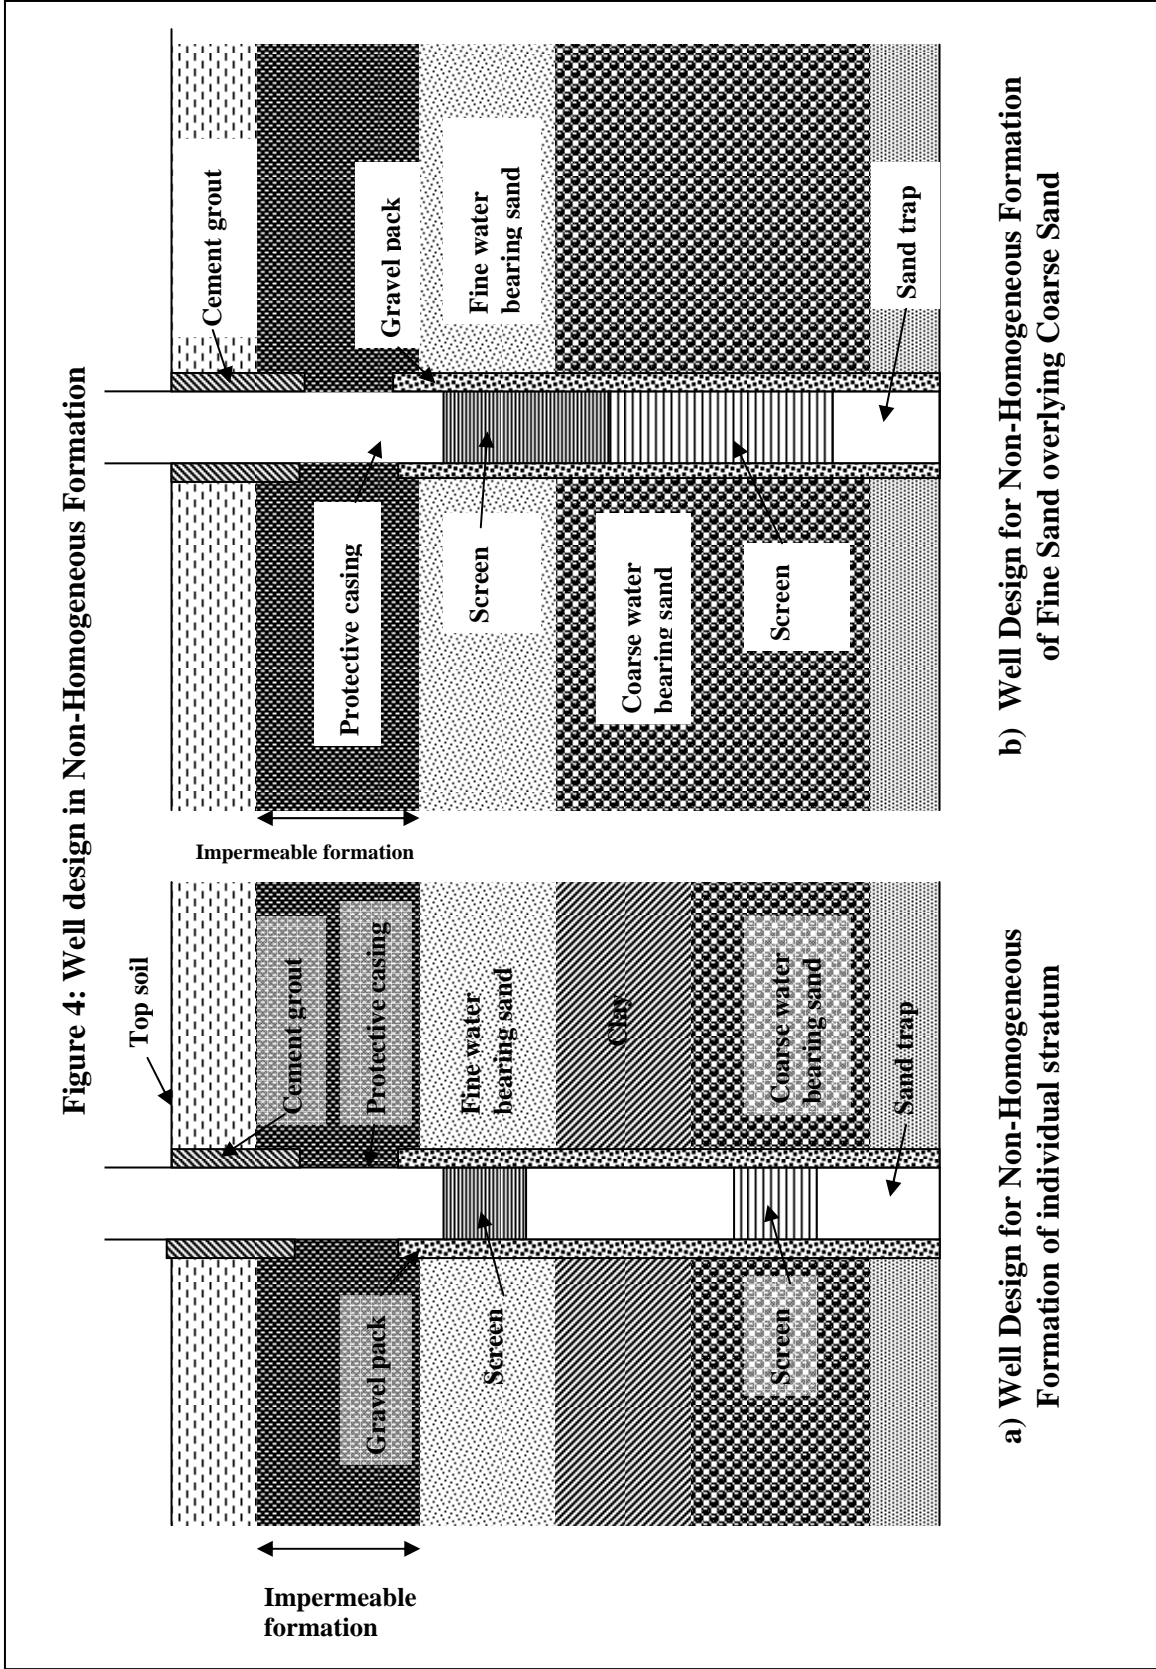 Figure 4: Well design in Non-Homogeneous Formation
Top soil
Impermeable
formation
Cement grout
Protective casing
Gravel pack
Fine water
bearing sand
Screen
Clay
Coarse water
bearing sand
Screen
Sand trap
a) Well Design for Non-Homogeneous
Formation of individual stratum
Impermeable formation
Cement grout
Protective casing
Gravel pack
Fine water
bearing sand
Screen
Coarse water
bearing sand
Screen
Sand trap
b) Well Design for Non-Homogeneous Formation
of Fine Sand overlying Coarse Sand